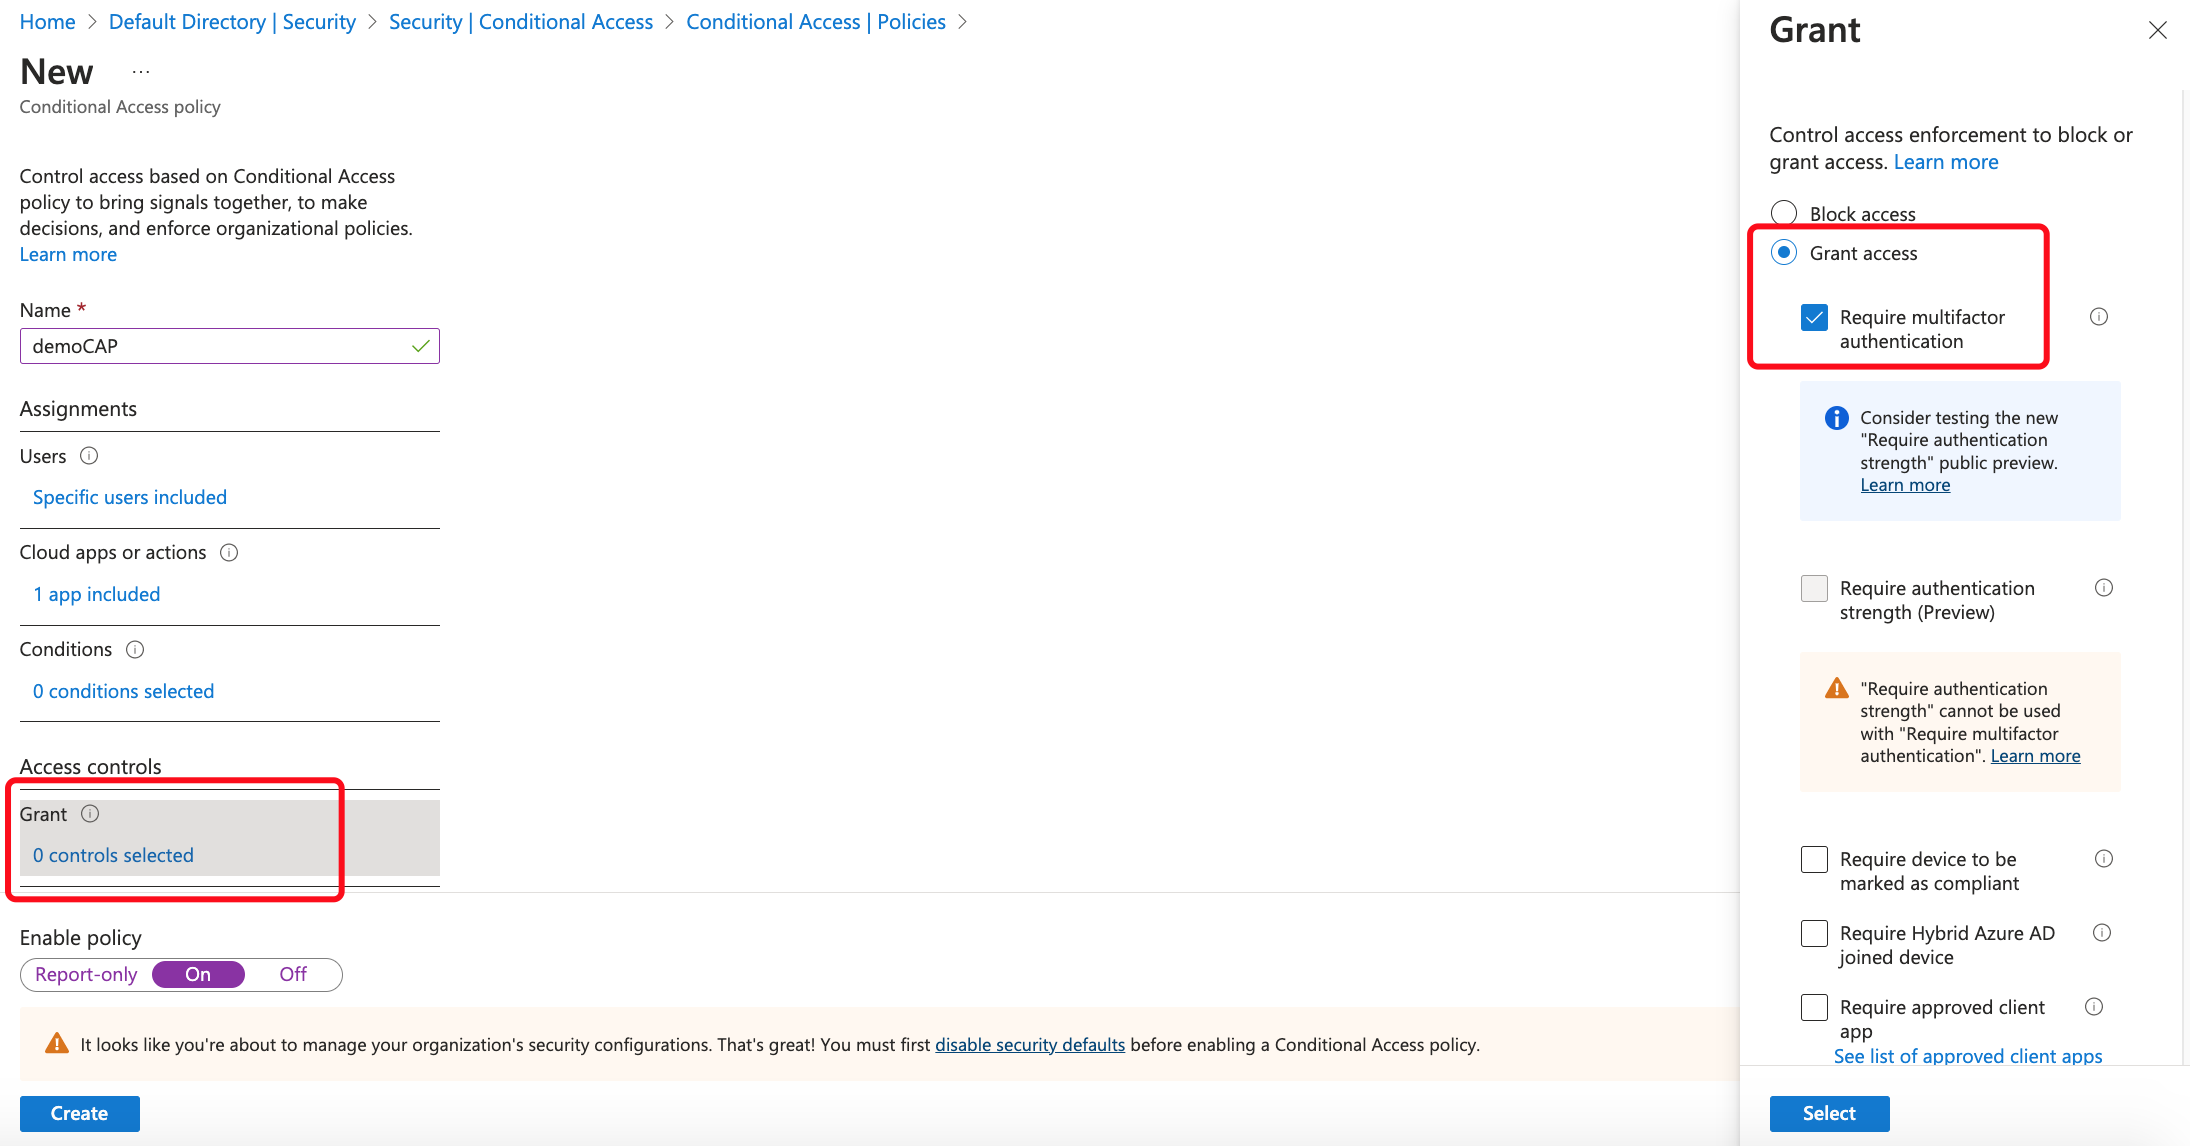 Home > Default Directory | Security > Security | Conditional Access > Conditional Access | Policies >
New ...
Conditional Access policy
Control access based on Conditional Access
policy to bring signals together, to make
decisions, and enforce organizational policies.
Learn more
Name *
demoCAP
Assignments
Users
Specific users included
Cloud apps or actions
1 app included
Conditions
0 conditions selected
Access controls
Grant
0 controls selected
Enable policy
Report-only On Off
It looks like you're about to manage your organization's security configurations. That's great! You must first disable security defaults before enabling a Conditional Access policy.
Create
Grant
Control access enforcement to block or
grant access. Learn more
Block access
Grant access
Require multifactor
authentication
Consider testing the new
"Require authentication
strength" public preview.
Learn more
Require authentication
strength (Preview)
"Require authentication
strength" cannot be used
with "Require multifactor
authentication". Learn more
Require device to be
marked as compliant
Require Hybrid Azure AD
joined device
Require approved client
app
See list of approved client apps
Select